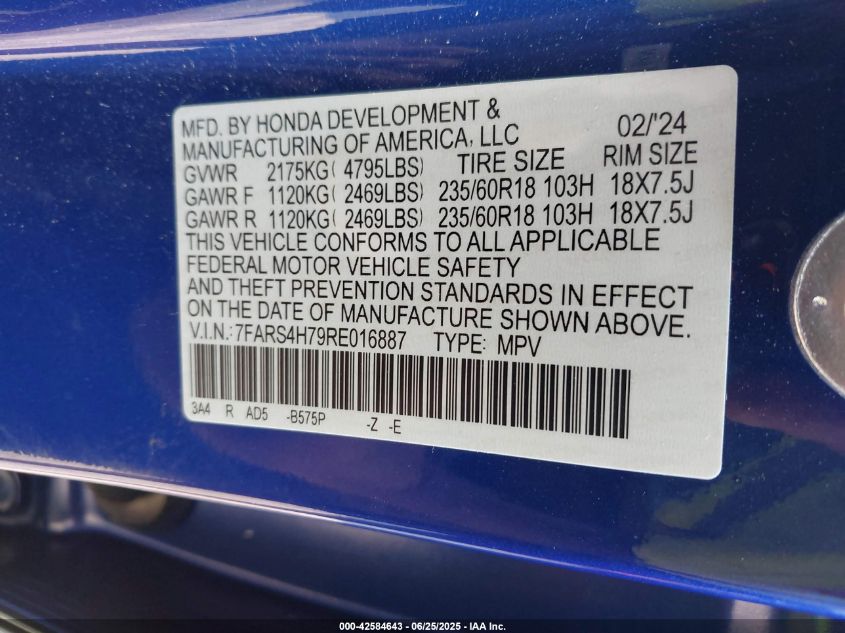 MFD. BY HONDA DEVELOPMENT &
MANUFACTURING OF AMERICA, LLC 02/'24
GVWR 2175KG( 4795LBS) TIRE SIZE RIM SIZE
GAWR F 1120KG( 2469LBS) 235/60R18 103H 18X7.5J
GAWR R 1120KG( 2469LBS) 235/60R18 103H 18X7.5J
THIS VEHICLE CONFORMS TO ALL APPLICABLE
FEDERAL MOTOR VEHICLE SAFETY
AND THEFT PREVENTION STANDARDS IN EFFECT
ON THE DATE OF MANUFACTURE SHOWN ABOVE.
V.I.N.: 7FARS4H79RE016887 TYPE: MPV
3A4 R AD5 -B575P -Z -E
000-42584643 / 06/25/2025 - IAA Inc.